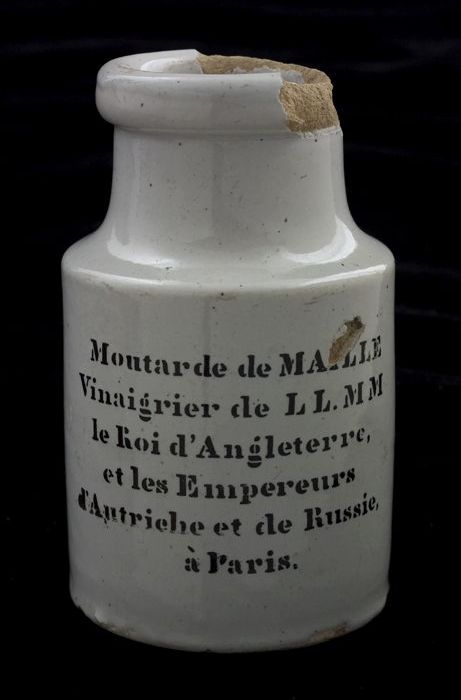 Moutarde de MAILLE
Vinaigrier de LL.MM
le Roi d'Angleterre,
et les Empereurs
d'Autriche et de Russie,
à Paris.